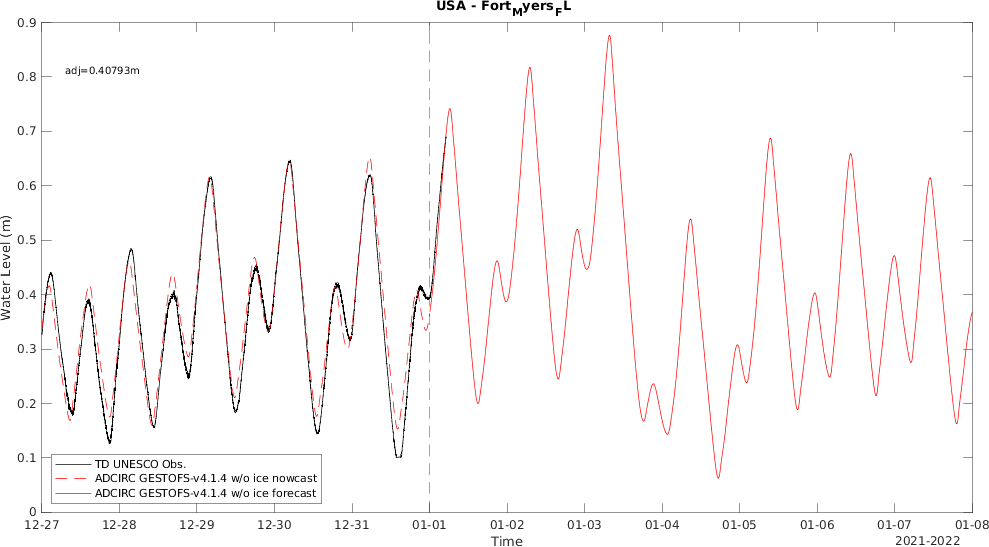 USA - Fort_Myers_FL
0.9
0.8
0.7
0.6
0.5
0.4
0.3
0.2
0.1
0
Water Level (m)
adj=0.40793m
TD UNESCO Obs.
ADCIRC GESTOFS-v4.1.4 w/o ice nowcast
ADCIRC GESTOFS-v4.1.4 w/o ice forecast
12-27 12-28 12-29 12-30 12-31 01-01 01-02 01-03 01-04 01-05 01-06 01-07 01-08
Time
2021-2022